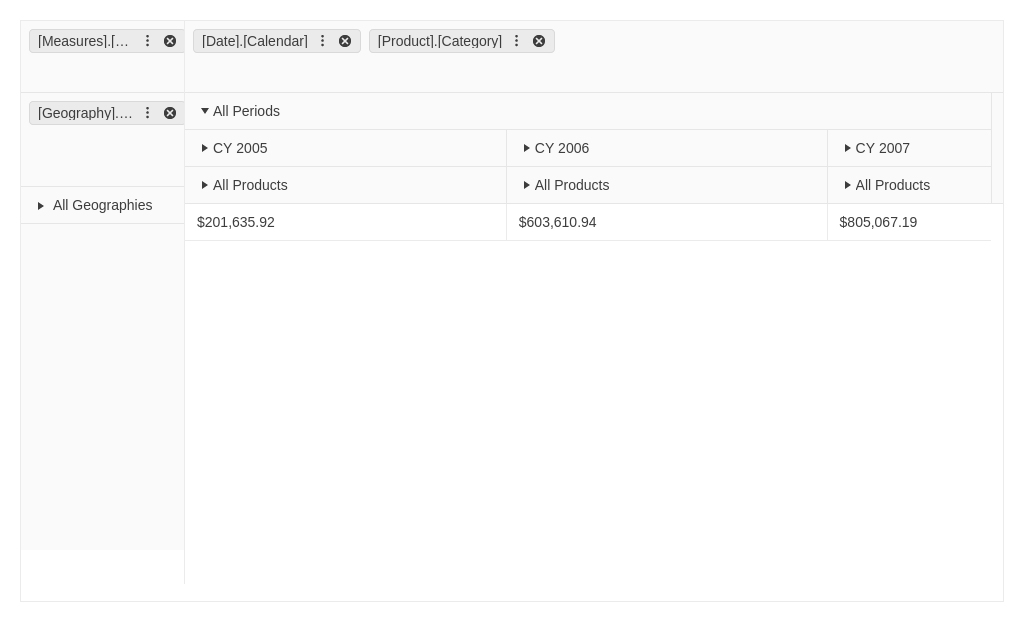 [Measures].[… [Date].[Calendar] [Product].[Category]
[Geography].… All Periods
CY 2005 CY 2006 CY 2007
All Products All Products All Products
All Geographies
$201,635.92 $603,610.94 $805,067.19